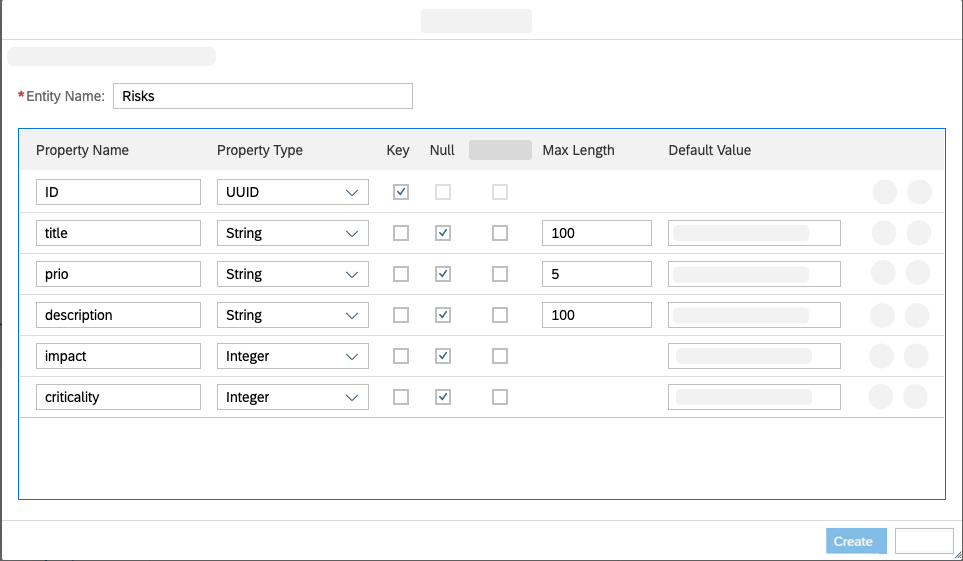 *Entity Name: Risks
Property Name Property Type Key Null Max Length Default Value
ID UUID
title String 100
prio String 5
description String 100
impact Integer
criticality Integer
Create